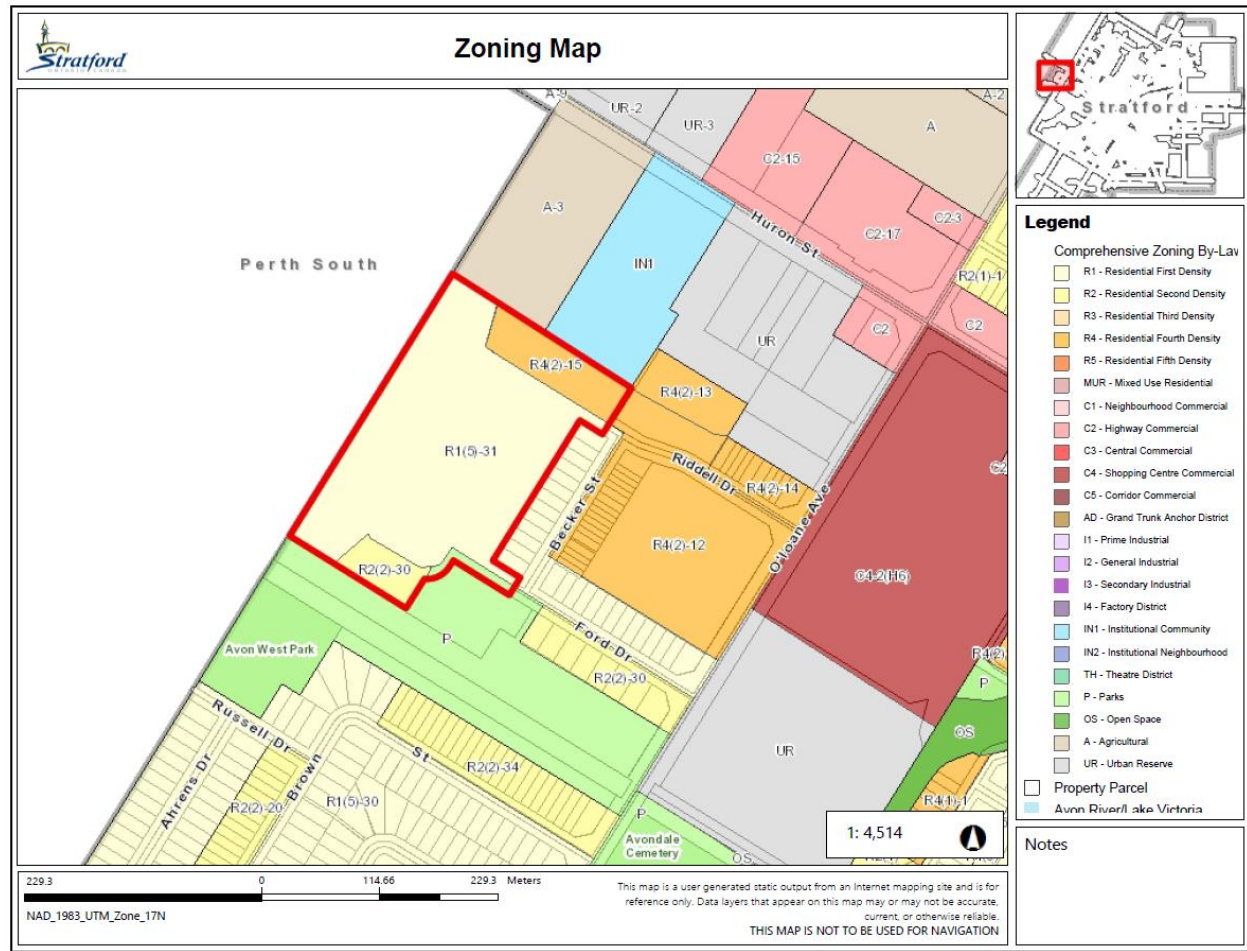 Stratford
Zoning Map
Stratford
A-9
UR-2
UR-3
A-2
A
C2-15
A-3
C2-3
Huron St
C2-17
Perth South
IN1
R2(1)-1
C2
C2
UR
R4(2)-15
R4(2)-13
R1(5)-31
Riddell Dr
R4(2)-14
Becker St
O'loane Ave
R4(2)-12
C4-2(H6)
R2(2)-30
Ford Dr
P
Avon West Park
R4(2)
P
R2(2)-30
OS
Russell Dr
St
UR
R2(2)-34
Brown
Ahrens Dr
R2(2)-20
R1(5)-30
R4(1)-1
P
Avondale
Cemetery
OS
1: 4,514
Legend
Comprehensive Zoning By-Law
R1 - Residential First Density
R2 - Residential Second Density
R3 - Residential Third Density
R4 - Residential Fourth Density
R5 - Residential Fifth Density
MUR - Mixed Use Residential
C1 - Neighbourhood Commercial
C2 - Highway Commercial
C3 - Central Commercial
C4 - Shopping Centre Commercial
C5 - Corridor Commercial
AD - Grand Trunk Anchor District
I1 - Prime Industrial
I2 - General Industrial
I3 - Secondary Industrial
I4 - Factory District
IN1 - Institutional Community
IN2 - Institutional Neighbourhood
TH - Theatre District
P - Parks
OS - Open Space
A - Agricultural
UR - Urban Reserve
Property Parcel
Avon River/Lake Victoria
Notes
229.3 0 114.66 229.3 Meters
NAD_1983_UTM_Zone_17N
This map is a user generated static output from an Internet mapping site and is for
reference only. Data layers that appear on this map may or may not be accurate,
current, or otherwise reliable.
THIS MAP IS NOT TO BE USED FOR NAVIGATION